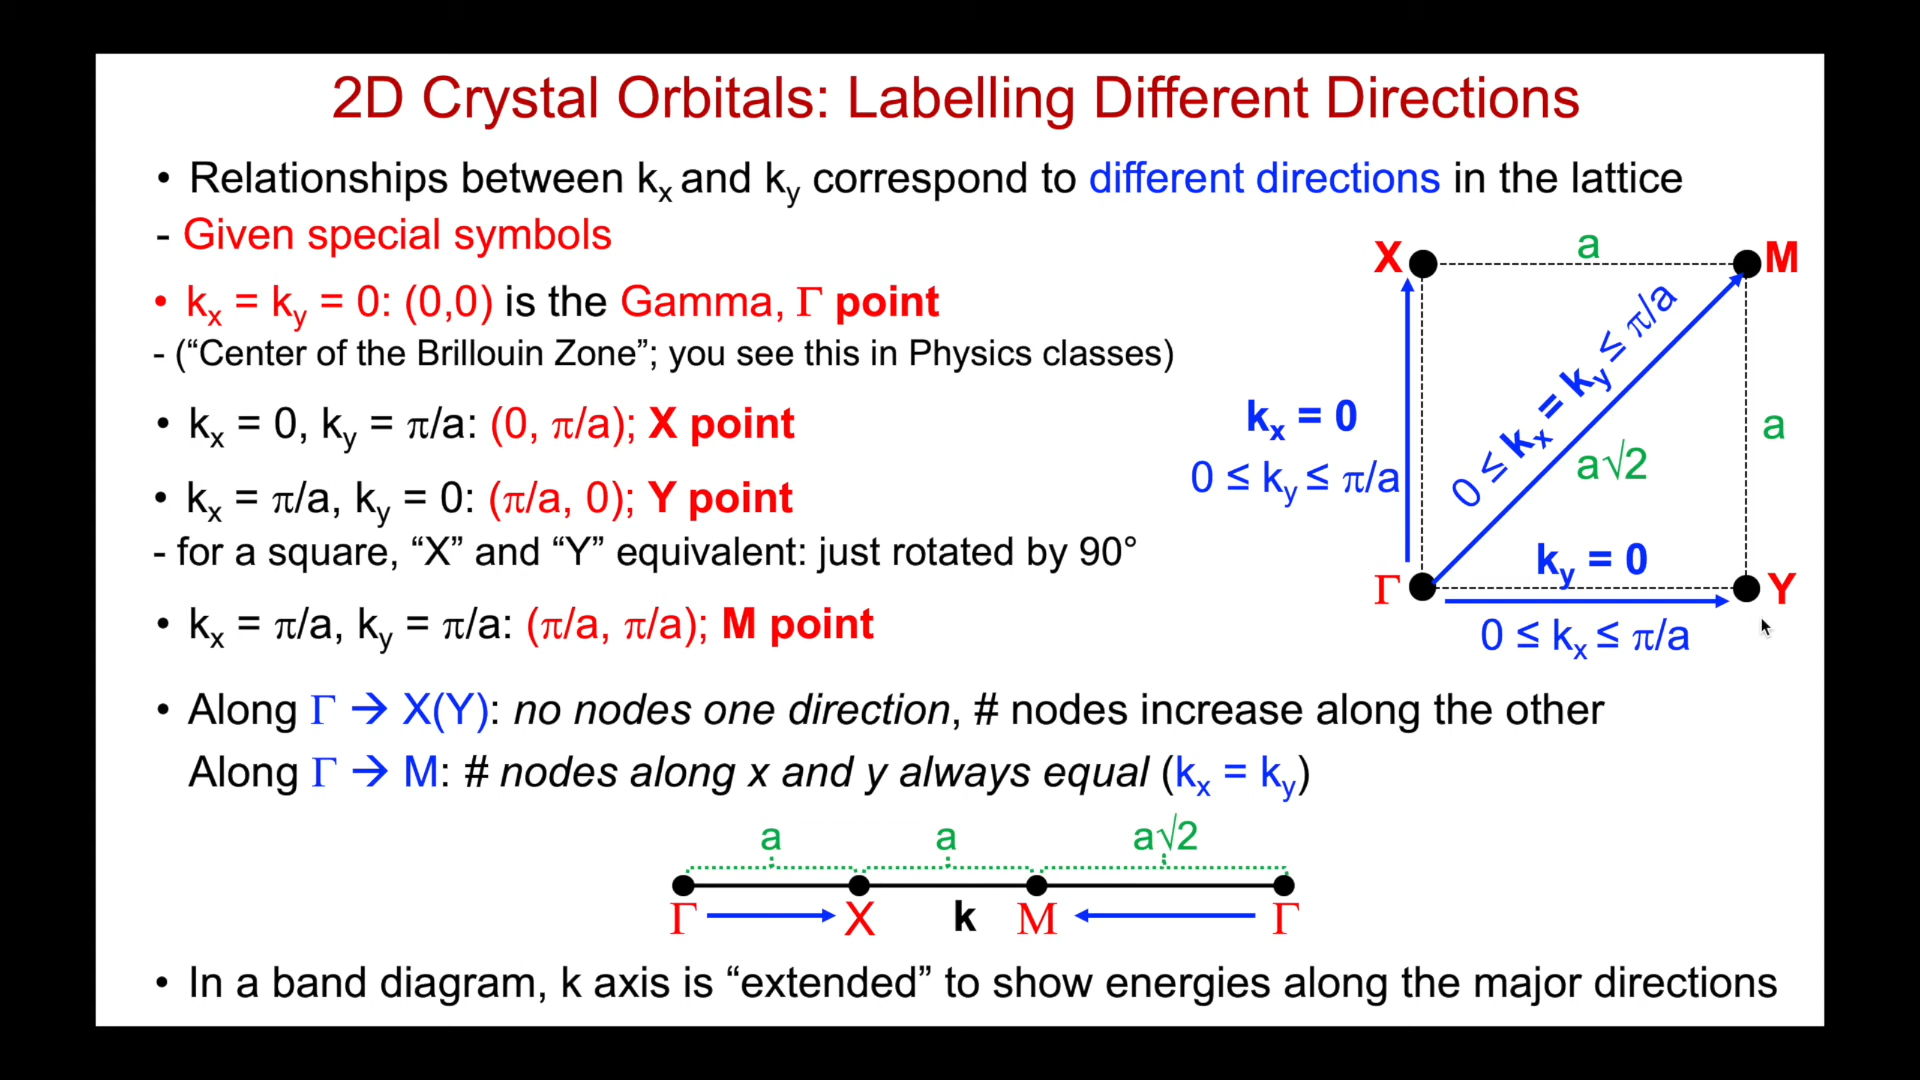 2D Crystal Orbitals: Labelling Different Directions
• Relationships between kx and ky correspond to different directions in the lattice
- Given special symbols
• kx = ky = 0: (0,0) is the Gamma, Γ point
- (“Center of the Brillouin Zone”; you see this in Physics classes)
• kx = 0, ky = π/a: (0, π/a); X point
• kx = π/a, ky = 0: (π/a, 0); Y point
- for a square, “X” and “Y” equivalent: just rotated by 90°
• kx = π/a, ky = π/a: (π/a, π/a); M point
X a M
kx = 0
0 ≤ ky ≤ π/a
0 ≤ kx = ky ≤ π/a
a√2
a
ky = 0
Γ Y
0 ≤ kx ≤ π/a
• Along Γ → X(Y): no nodes one direction, # nodes increase along the other
Along Γ → M: # nodes along x and y always equal (kx = ky)
a a a√2
Γ X k M Γ
• In a band diagram, k axis is “extended” to show energies along the major directions